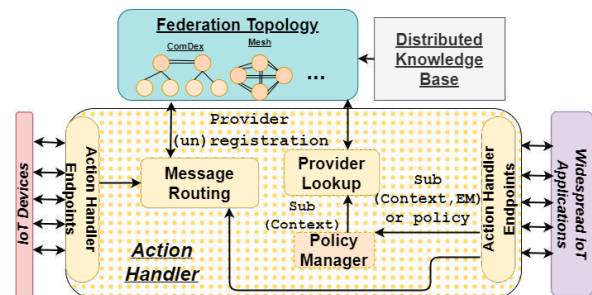 Federation Topology
ComDex
Mesh
...
Distributed
Knowledge
Base
Provider
(un)registration
IoT Devices
Action Handler
Endpoints
Message
Routing
Provider
Lookup
Sub
(Context)
Policy
Manager
Sub
(Context,EM)
or policy
Action Handler
Endpoints
Widespread IoT
Applications
Action
Handler